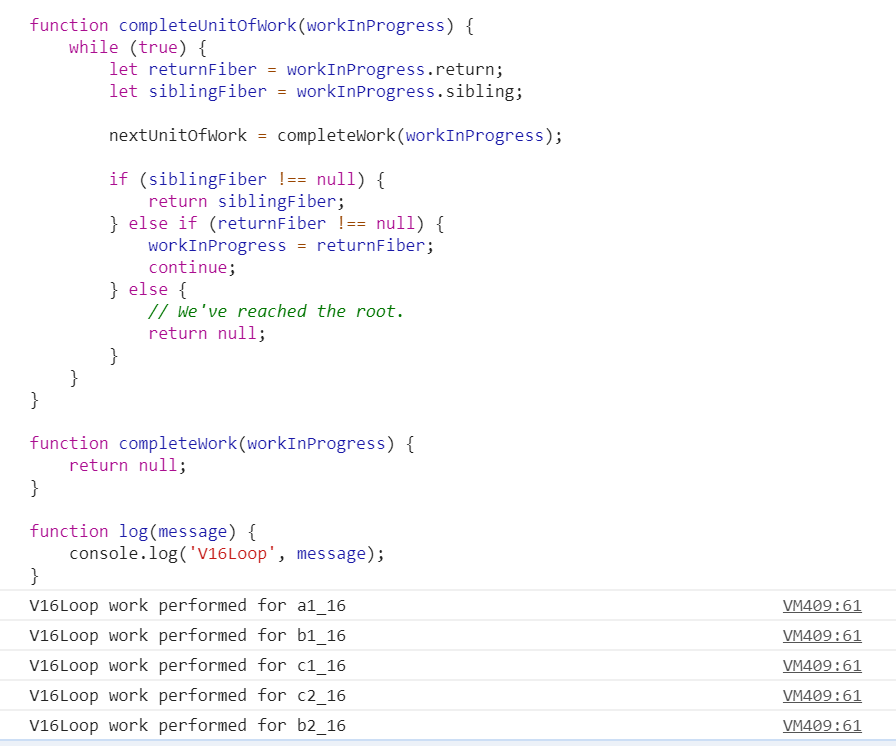 function completeUnitOfWork(workInProgress) {
    while (true) {
        let returnFiber = workInProgress.return;
        let siblingFiber = workInProgress.sibling;

        nextUnitOfWork = completeWork(workInProgress);

        if (siblingFiber !== null) {
            return siblingFiber;
        } else if (returnFiber !== null) {
            workInProgress = returnFiber;
            continue;
        } else {
            // We've reached the root.
            return null;
        }
    }
}

function completeWork(workInProgress) {
    return null;
}

function log(message) {
    console.log('V16Loop', message);
}
V16Loop work performed for a1_16 VM409:61
V16Loop work performed for b1_16 VM409:61
V16Loop work performed for c1_16 VM409:61
V16Loop work performed for c2_16 VM409:61
V16Loop work performed for b2_16 VM409:61